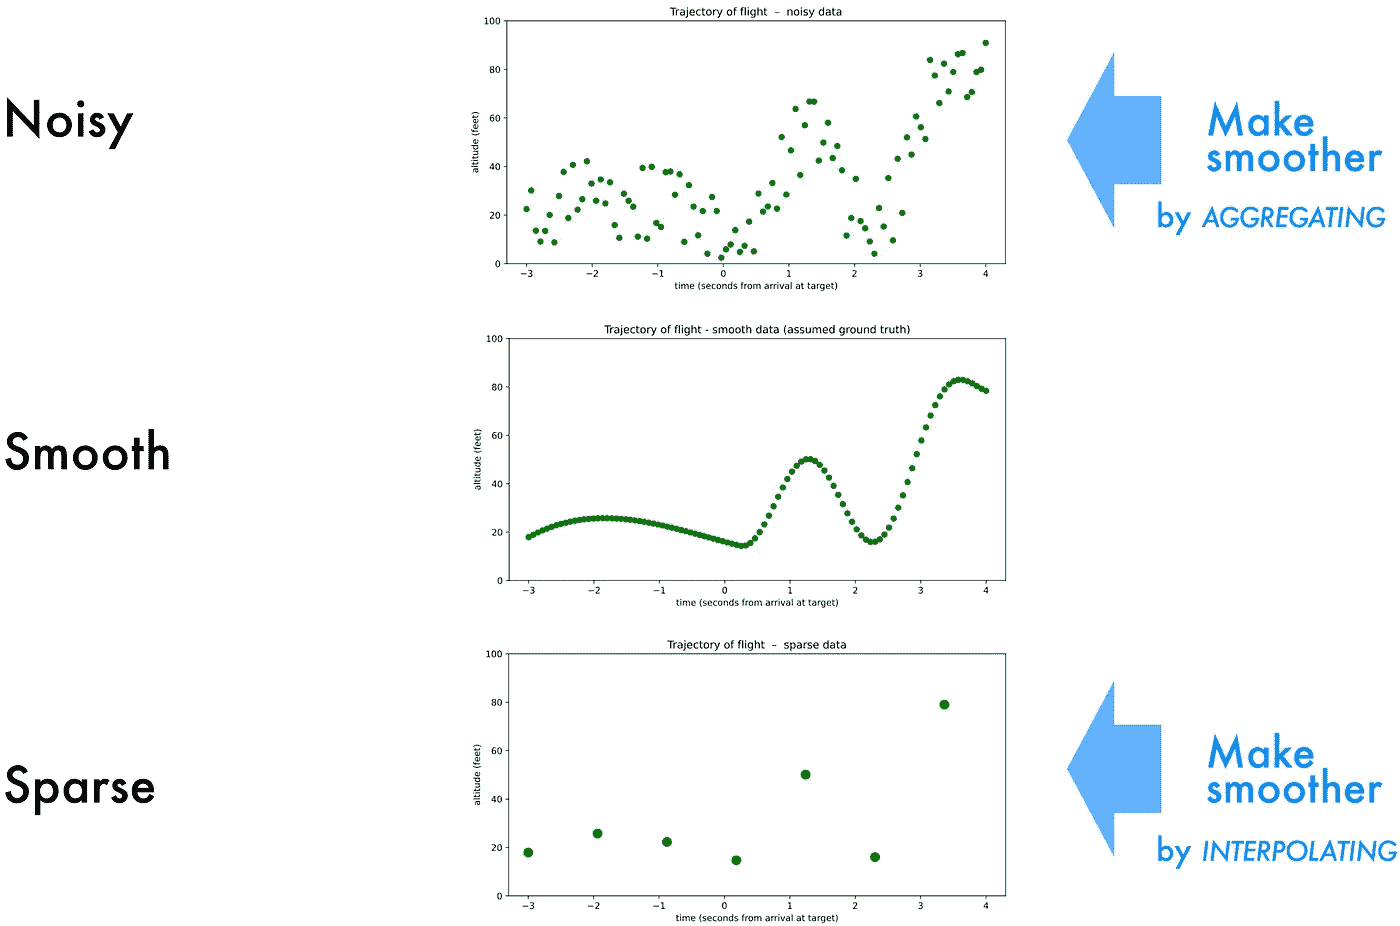 Trajectory of flight – noisy data
Noisy
100
80
60
40
20
0
altitude (feet)
−3 −2 −1 0 1 2 3 4
time (seconds from arrival at target)
Make
smoother
by AGGREGATING
Trajectory of flight - smooth data (assumed ground truth)
Smooth
100
80
60
40
20
0
altitude (feet)
−3 −2 −1 0 1 2 3 4
time (seconds from arrival at target)
Trajectory of flight – sparse data
Sparse
100
80
60
40
20
0
altitude (feet)
−3 −2 −1 0 1 2 3 4
time (seconds from arrival at target)
Make
smoother
by INTERPOLATING